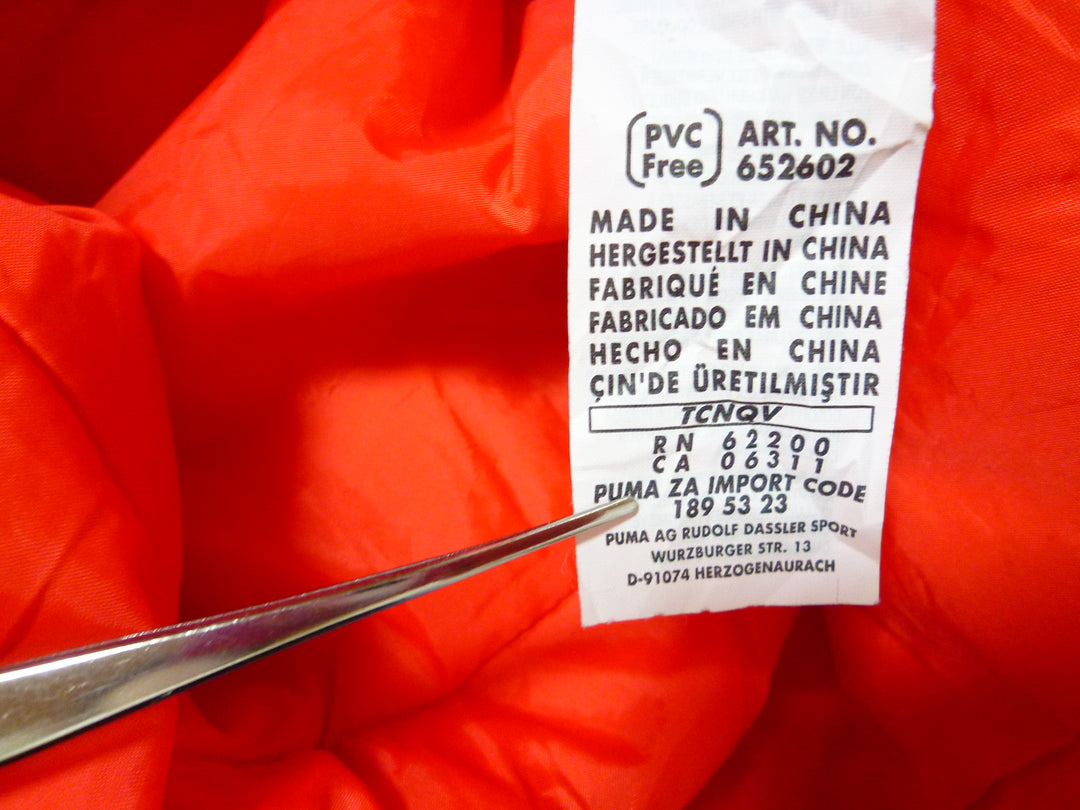 (PVC Free) ART. NO. 652602
MADE IN CHINA
HERGESTELLT IN CHINA
FABRIQUÉ EN CHINE
FABRICADO EM CHINA
HECHO EN CHINA
ÇIN'DE ÜRETILMIŞTIR
TCNQV
RN 62200
CA 06311
PUMA ZA IMPORT CODE
189 53 23
PUMA AG RUDOLF DASSLER SPORT
WURZBURGER STR. 13
D-91074 HERZOGENAURACH